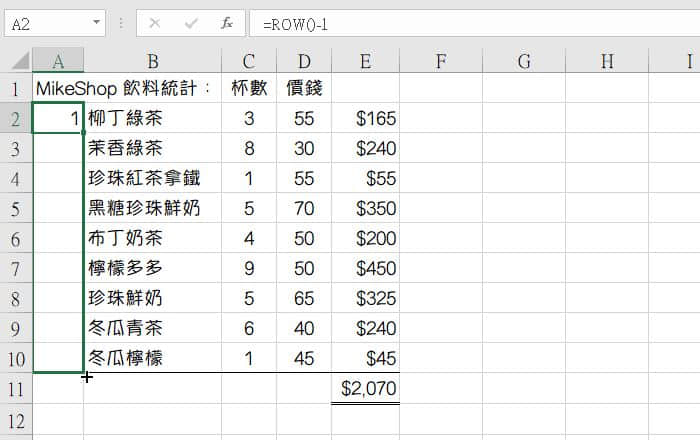 A2 fx =ROW()-1
A B C D E F G H I
1 MikeShop 飲料統計： 杯數 價錢
2 1 柳丁綠茶 3 55 $165
3 茉香綠茶 8 30 $240
4 珍珠紅茶拿鐵 1 55 $55
5 黑糖珍珠鮮奶 5 70 $350
6 布丁奶茶 4 50 $200
7 檸檬多多 9 50 $450
8 珍珠鮮奶 5 65 $325
9 冬瓜青茶 6 40 $240
10 冬瓜檸檬 1 45 $45
11 $2,070
12